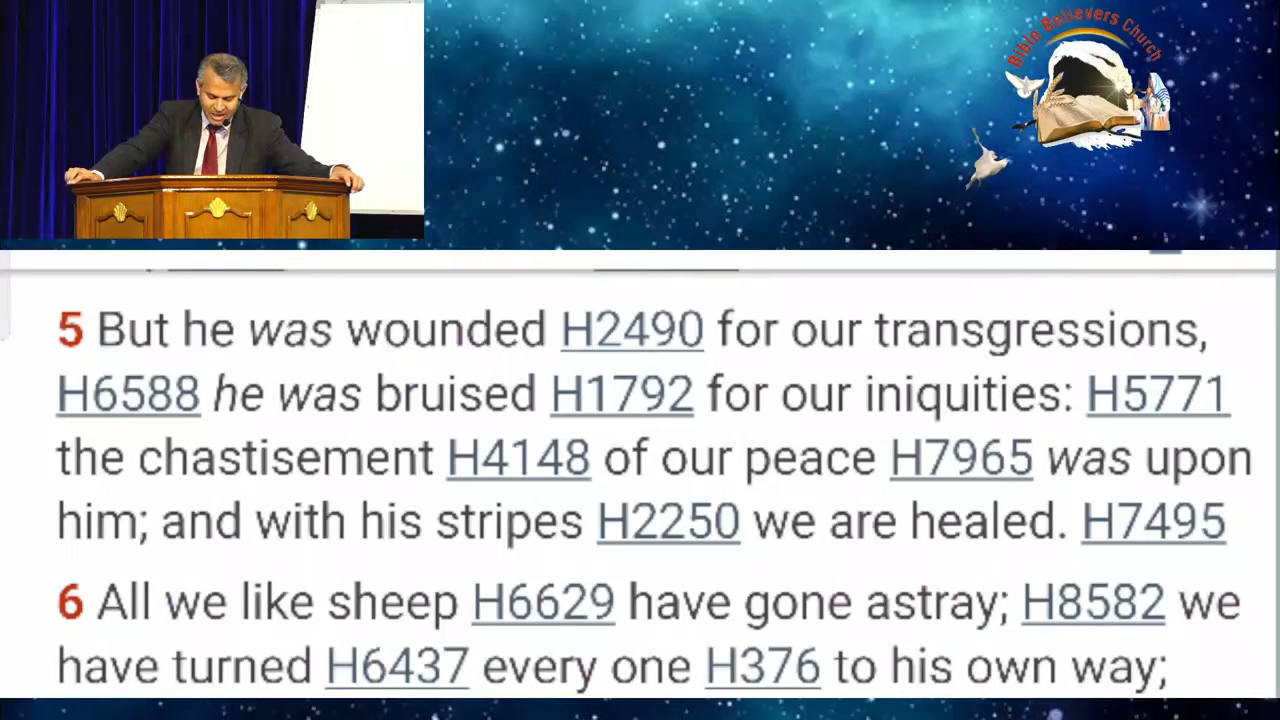 Bible Believers Church
5 But he was wounded H2490 for our transgressions,
H6588 he was bruised H1792 for our iniquities: H5771
the chastisement H4148 of our peace H7965 was upon
him; and with his stripes H2250 we are healed. H7495
6 All we like sheep H6629 have gone astray; H8582 we
have turned H6437 every one H376 to his own way;